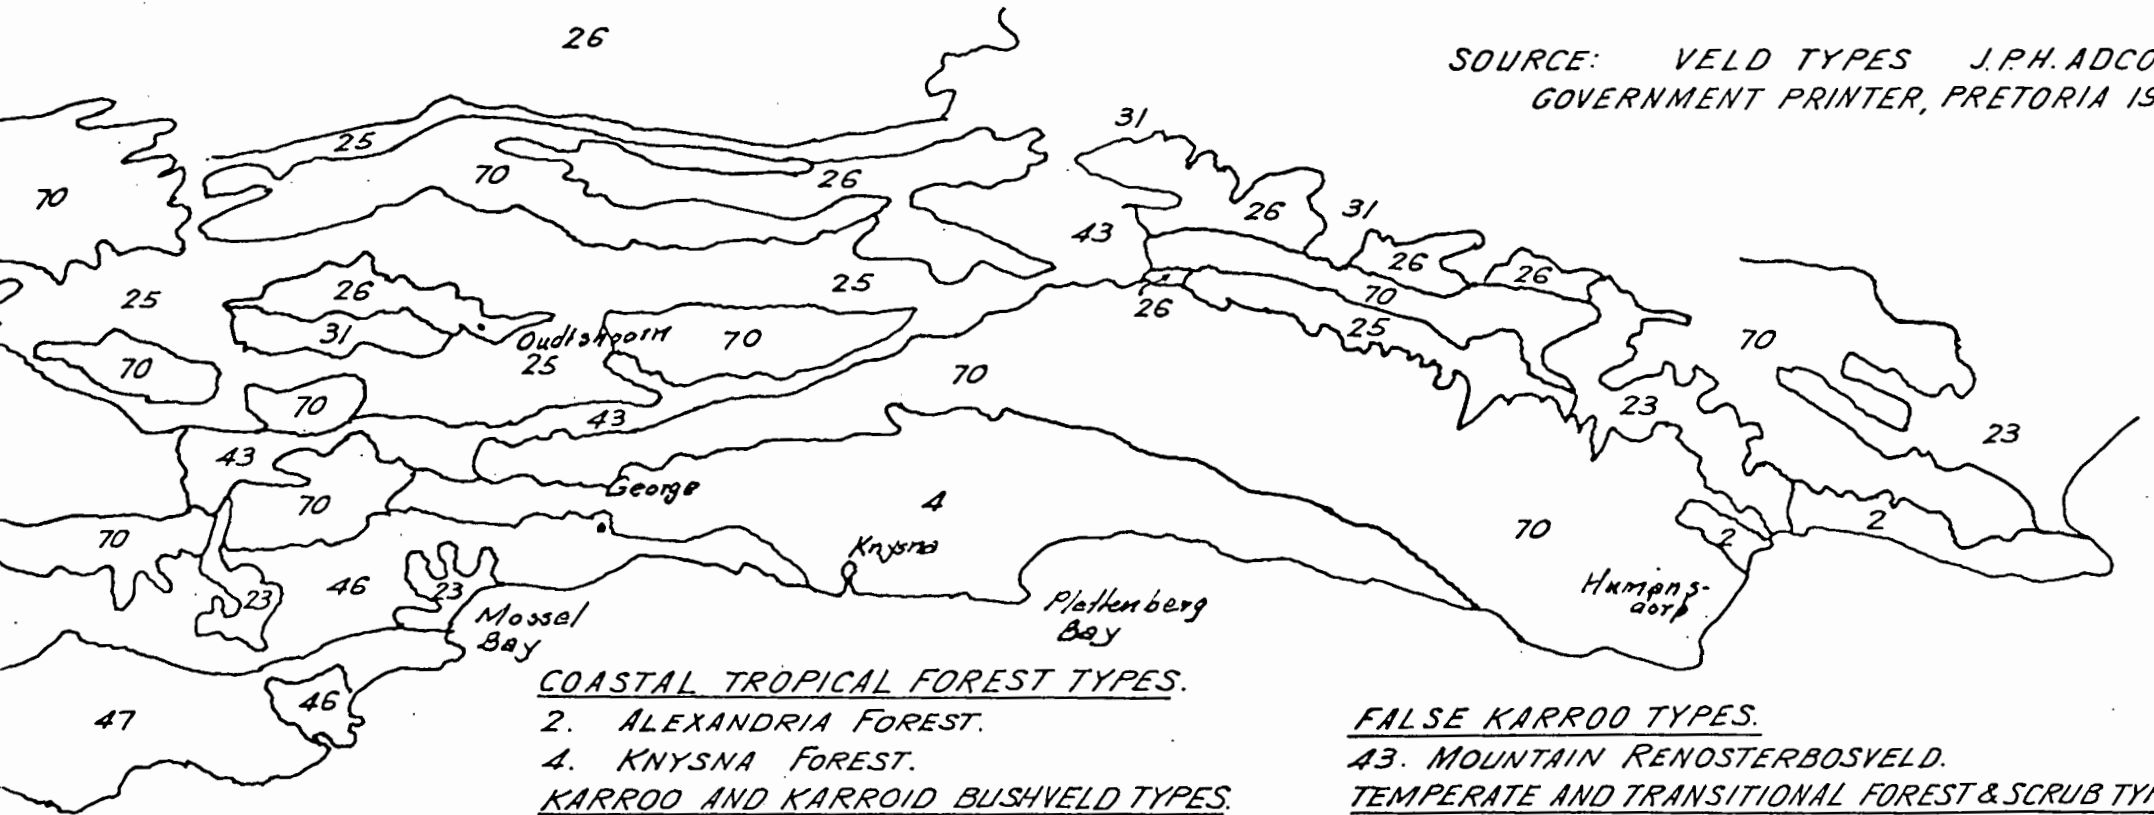 26
SOURCE: VELD TYPES J.P.H. ADCO
GOVERNMENT PRINTER, PRETORIA 19
31
25
70
70
26
26
31
43
26
26
25
25
26
70
26
25
31
Oudtshoorn
70
70
25
70
70
70
23
43
23
43
George
70
4
70
2
70
Knysna
2
46
23
23
Humansdorp
Mossel
Bay
Plettenberg
Bay
COASTAL TROPICAL FOREST TYPES.
46
47
2. ALEXANDRIA FOREST.
FALSE KARROO TYPES.
4. KNYSNA FOREST.
43. MOUNTAIN RENOSTERBOSVELD.
KARROO AND KARROID BUSHVELD TYPES.
TEMPERATE AND TRANSITIONAL FOREST & SCRUB TYP